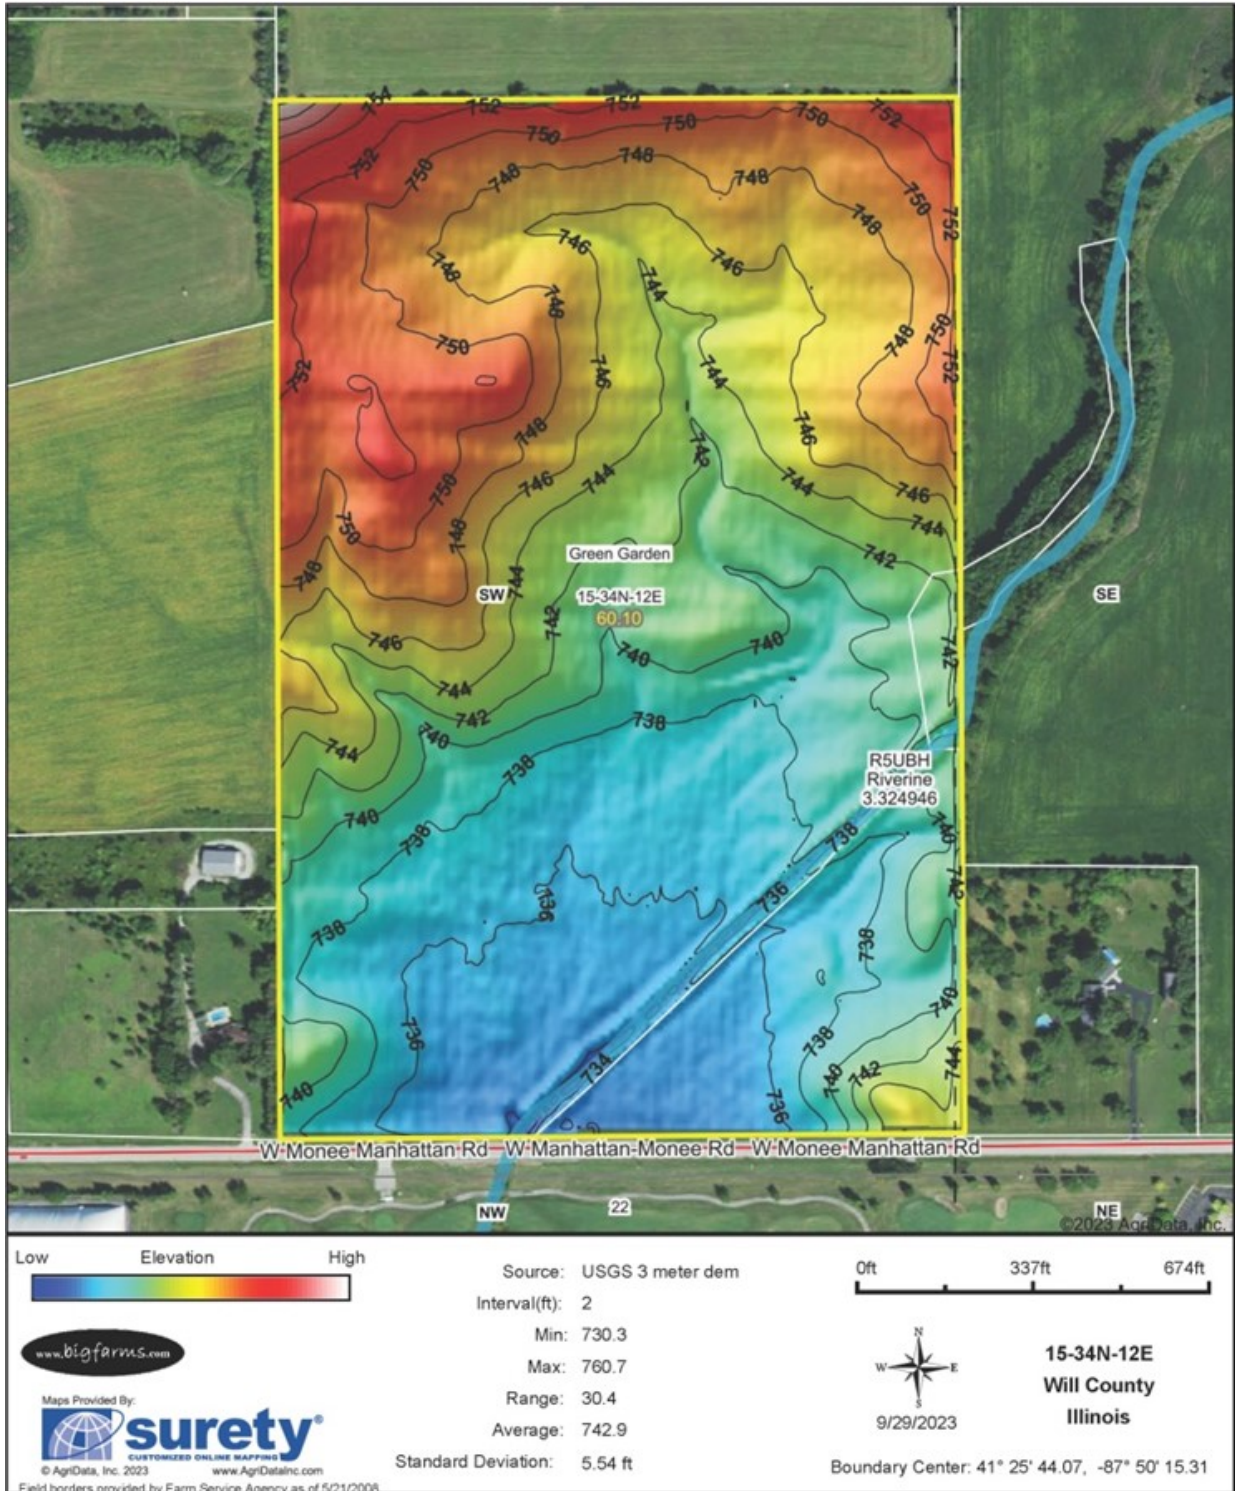 754
752
752
752
750
750
750
752
750
748
748
748
750
748
752
746
746
748
744
748
750
748
750
752
752
746
744
746
748
742
746
744
746
744
750
750
748
744
742
Green Garden
748
SW
744
15-34N-12E
SE
60.10
742
746
740
740
742
744
742
738
740
744
738
R5UBH
Riverine
3.324946
740
738
738
740
742
736
736
738
738
740
736
738
734
740
742
744
740
736
W Monee Manhattan Rd W Manhattan-Monee Rd W Monee Manhattan Rd
NW
22
NE
©2023 AgriData, Inc.
Low Elevation High
Source: USGS 3 meter dem
Interval(ft): 2
Min: 730.3
Max: 760.7
Range: 30.4
Average: 742.9
Standard Deviation: 5.54 ft
0ft 337ft 674ft
www.bigfarms.com
Maps Provided By:
surety®
CUSTOMIZED ONLINE MAPPING
© AgriData, Inc. 2023 www.AgriDataInc.com
Field borders provided by Farm Service Agency as of 5/21/2008.
N
W E
S
9/29/2023
15-34N-12E
Will County
Illinois
Boundary Center: 41° 25' 44.07, -87° 50' 15.31